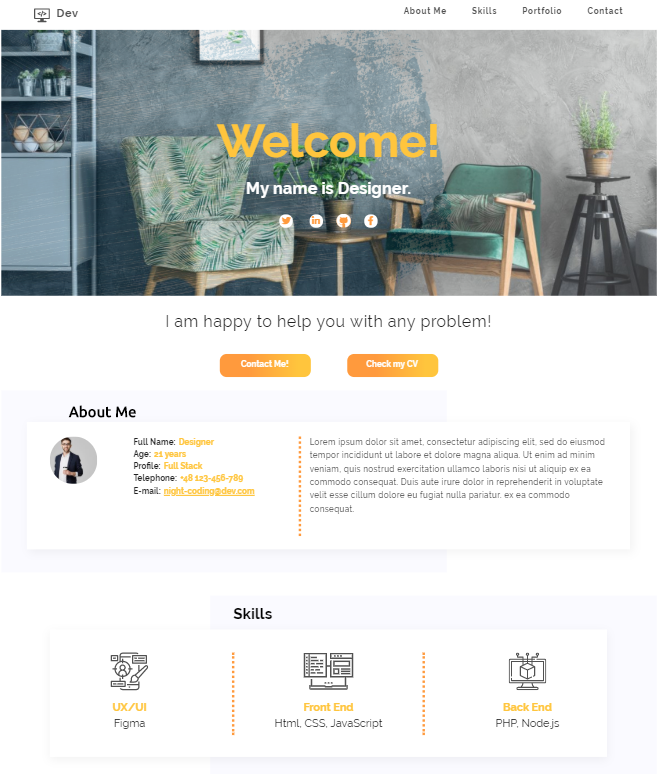 Dev
About Me
Skills
Portfolio
Contact
Welcome!
My name is Designer.
I am happy to help you with any problem!
Contact Me!
Check my CV
About Me
Full Name: Designer
Age: 21 years
Profile: Full Stack
Telephone: +48 123-456-789
E-mail: night-coding@dev.com
Lorem ipsum dolor sit amet, consectetur adipiscing elit, sed do eiusmod
tempor incididunt ut labore et dolore magna aliqua. Ut enim ad minim
veniam, quis nostrud exercitation ullamco laboris nisi ut aliquip ex ea
commodo consequat. Duis aute irure dolor in reprehenderit in voluptate
velit esse cillum dolore eu fugiat nulla pariatur. ex ea commodo
consequat.
Skills
UX/UI
Figma
Front End
Html, CSS, JavaScript
Back End
PHP, Node.js